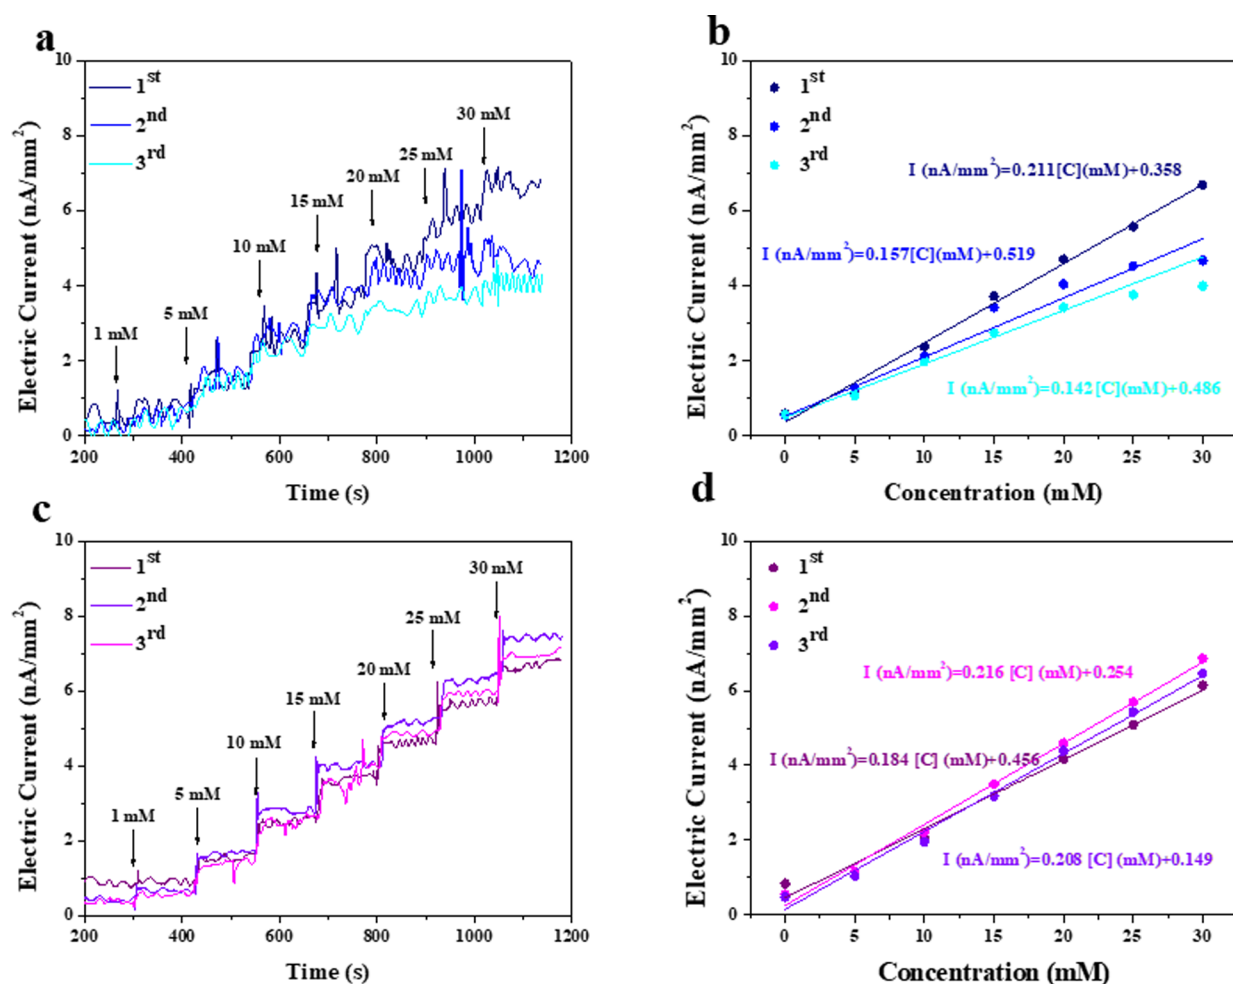 a
10
8
6
4
2
0
Electric Current (nA/mm²)
1st
2nd
3rd
1 mM
5 mM
10 mM
15 mM
20 mM
25 mM
30 mM
200 400 600 800 1000 1200
Time (s)
b
10
8
6
4
2
0
Electric Current (nA/mm²)
1st
2nd
3rd
I (nA/mm²)=0.211[C](mM)+0.358
I (nA/mm²)=0.157[C](mM)+0.519
I (nA/mm²)=0.142[C](mM)+0.486
0 5 10 15 20 25 30
Concentration (mM)
c
10
8
6
4
2
0
Electric Current (nA/mm²)
1st
2nd
3rd
1 mM
5 mM
10 mM
15 mM
20 mM
25 mM
30 mM
200 400 600 800 1000 1200
Time (s)
d
10
8
6
4
2
0
Electric Current (nA/mm²)
1st
2nd
3rd
I (nA/mm²)=0.216 [C] (mM)+0.254
I (nA/mm²)=0.184 [C] (mM)+0.456
I (nA/mm²)=0.208 [C] (mM)+0.149
0 5 10 15 20 25 30
Concentration (mM)